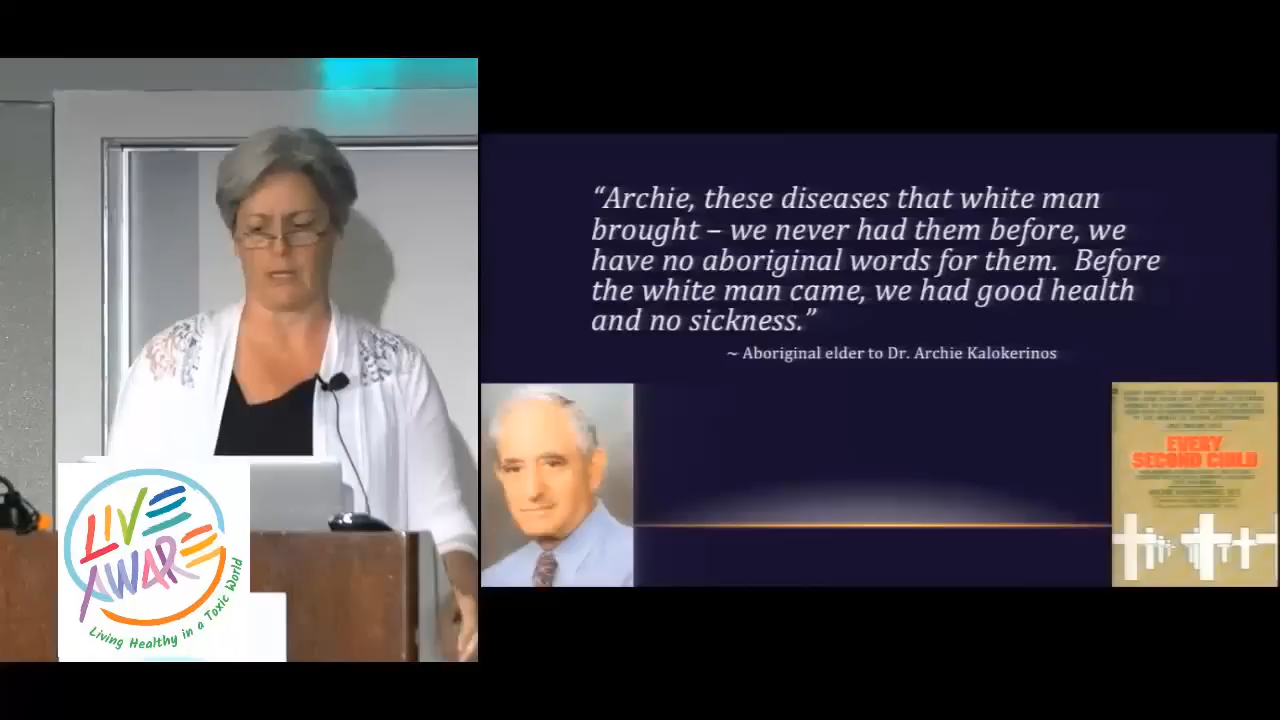 “Archie, these diseases that white man
brought – we never had them before, we
have no aboriginal words for them.  Before
the white man came, we had good health
and no sickness.”
~ Aboriginal elder to Dr. Archie Kalokerinos
EVERY
SECOND CHILD
LIVE
AWARE
Living Healthy in a Toxic World